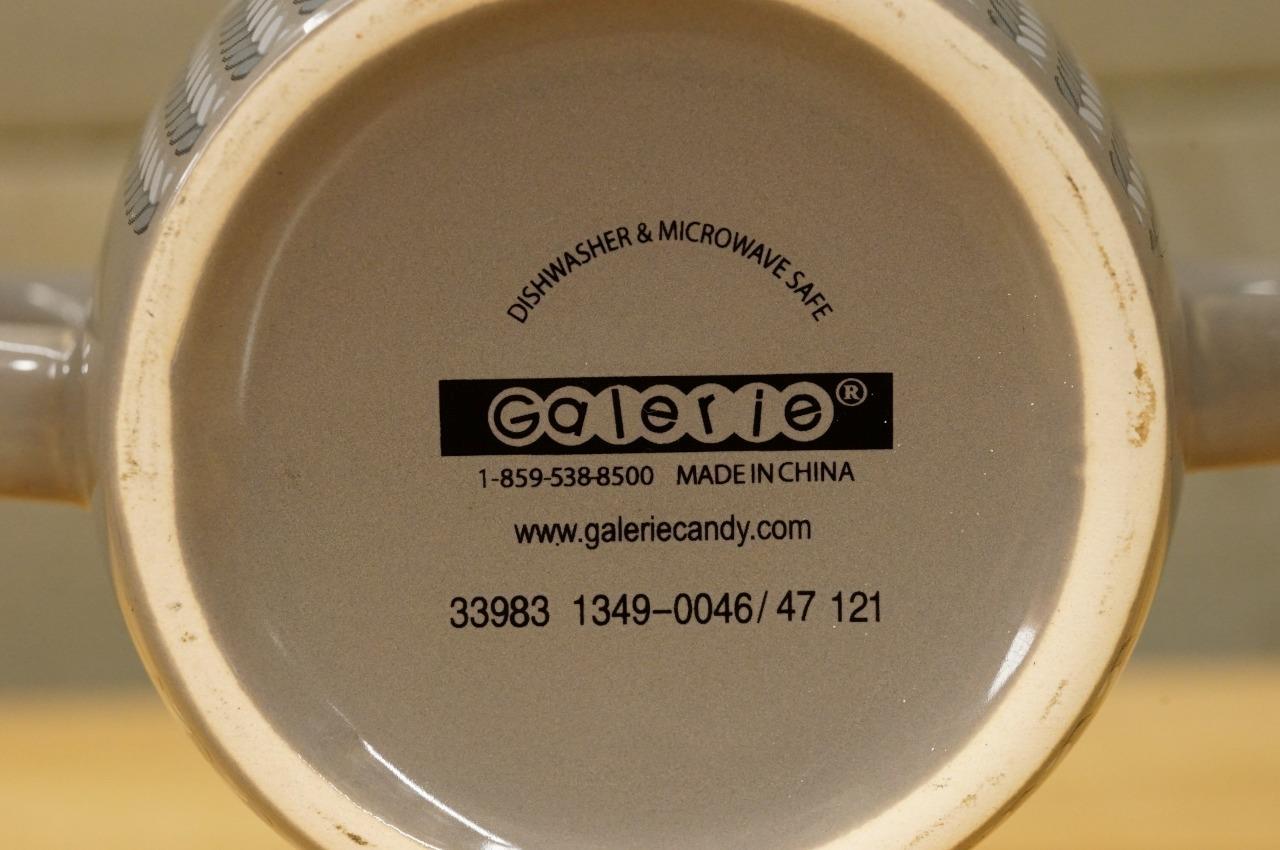 DISHWASHER & MICROWAVE SAFE
Galerie®
1-859-538-8500 MADE IN CHINA
www.galeriecandy.com
33983 1349-0046/ 47 121